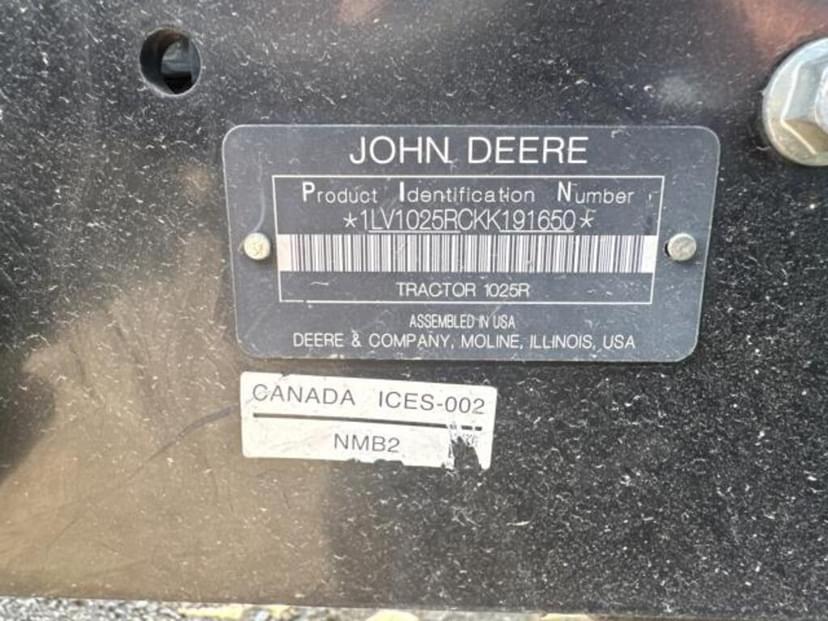 JOHN DEERE
Product Identification Number
*1LV1025RCKK191650*
TRACTOR 1025R
ASSEMBLED IN USA
DEERE & COMPANY, MOLINE, ILLINOIS, USA
CANADA ICES-002
NMB2